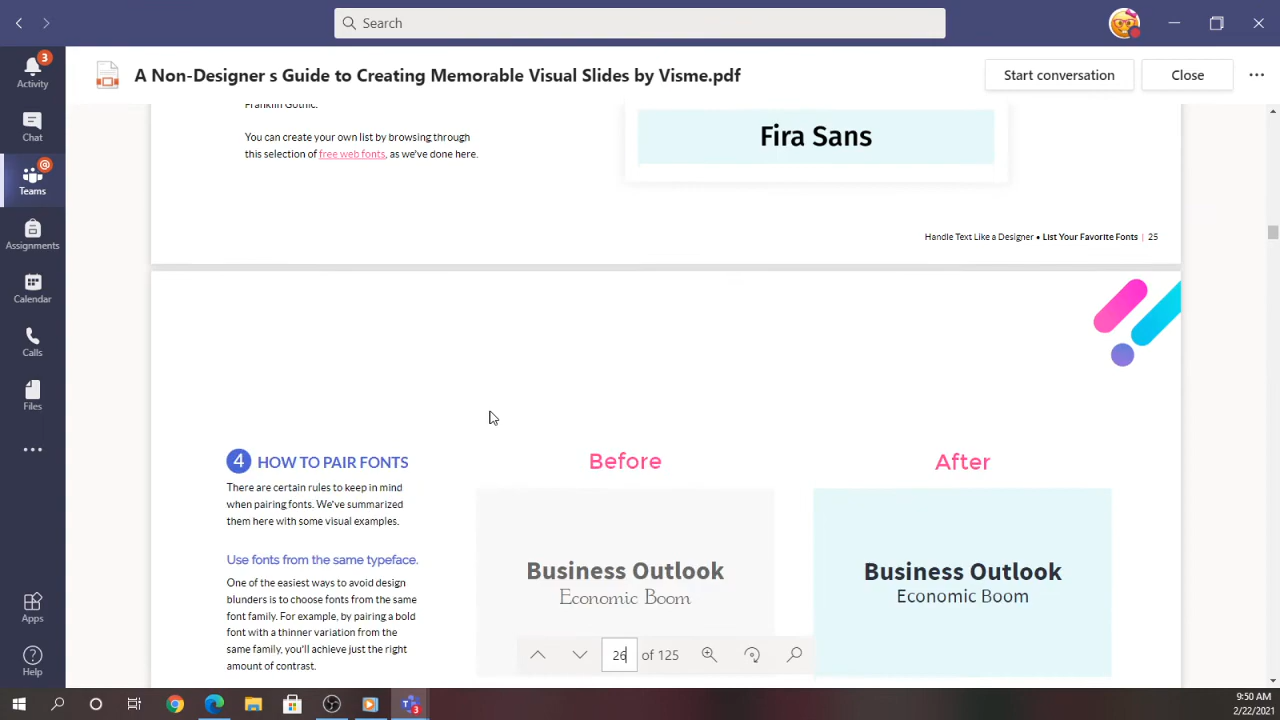 Search
Activity
3
A Non-Designer s Guide to Creating Memorable Visual Slides by Visme.pdf
Start conversation
Close
Chat
Teams
Assignments
Calendar
Calls
Files
Apps
Help
Franklin Gothic.
You can create your own list by browsing through
this selection of free web fonts, as we've done here.
Fira Sans
Handle Text Like a Designer • List Your Favorite Fonts | 25
4 HOW TO PAIR FONTS
There are certain rules to keep in mind
when pairing fonts. We've summarized
them here with some visual examples.
Use fonts from the same typeface.
One of the easiest ways to avoid design
blunders is to choose fonts from the same
font family. For example, by pairing a bold
font with a thinner variation from the
same family, you'll achieve just the right
amount of contrast.
Before
Business Outlook
Economic Boom
After
Business Outlook
Economic Boom
26 of 125
3
9:50 AM
2/22/2021